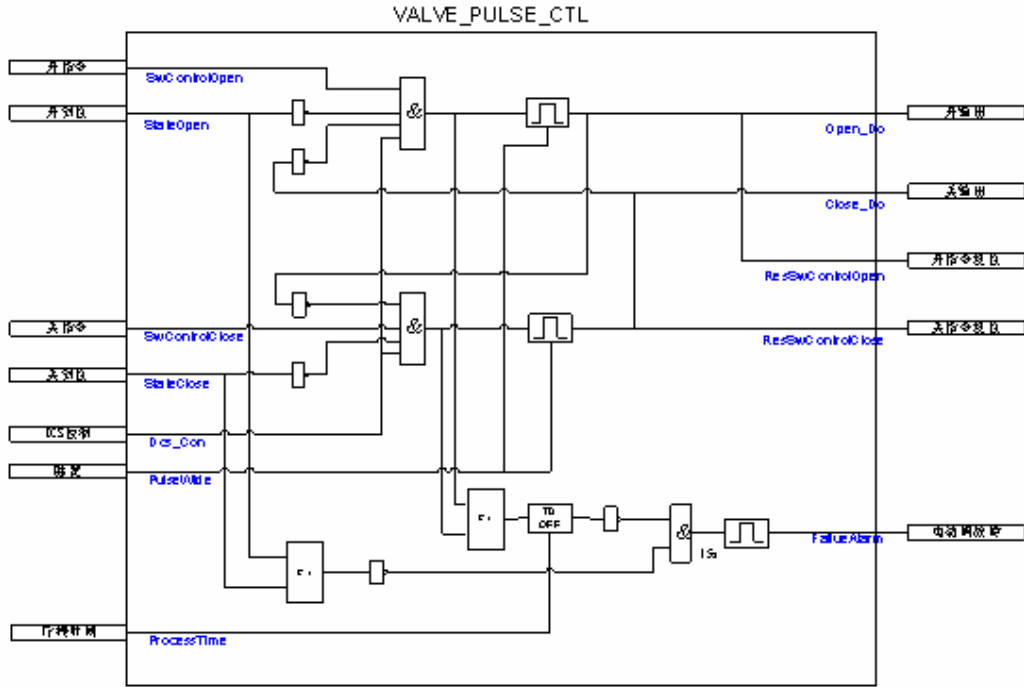 VALVE_PULSE_CTL
开指令
SwControlOpen
开到位
StateOpen
&
Open_Do
开输出
关输出
Close_Do
开指令复位
ResSwControlOpen
关指令
SwControlClose
&
ResSwControlClose
关指令复位
关到位
StateClose
DCS控制
Dcs_Con
脉宽
PulseWide
TD
OFF
&
15s
FailueAlarm
电动阀故障
行程时间
ProcessTime